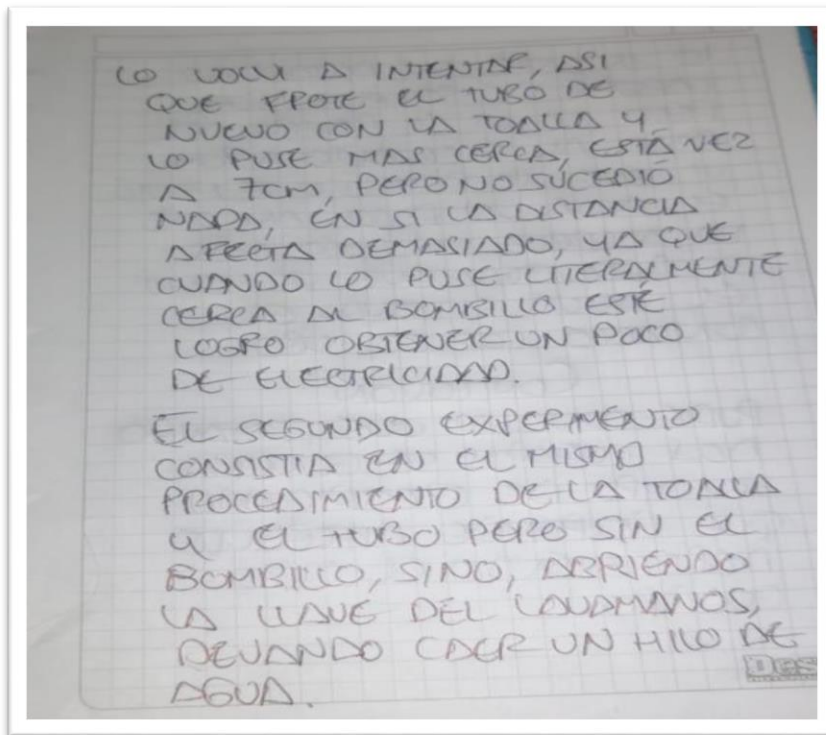 LO VOLVI A INTENTAR, ASI
QUE FROTE EL TUBO DE
NUEVO CON LA TOALLA Y
LO PUSE MAS CERCA, ESTA VEZ
A 7CM, PERO NO SUCEDIÓ
NADA, EN SI LA DISTANCIA
AFECTA DEMASIADO, YA QUE
CUANDO LO PUSE LITERALMENTE
CERCA AL BOMBILLO ESTE
LOGRO OBTENER UN POCO
DE ELECTRICIDAD.
EL SEGUNDO EXPERIMENTO
CONSISTIA EN EL MISMO
PROCEDIMIENTO DE LA TOALLA
Y EL TUBO PERO SIN EL
BOMBILLO, SINO, ABRIENDO
LA LLAVE DEL LAVAMANOS,
DEJANDO CAER UN HILO DE
AGUA.
Des